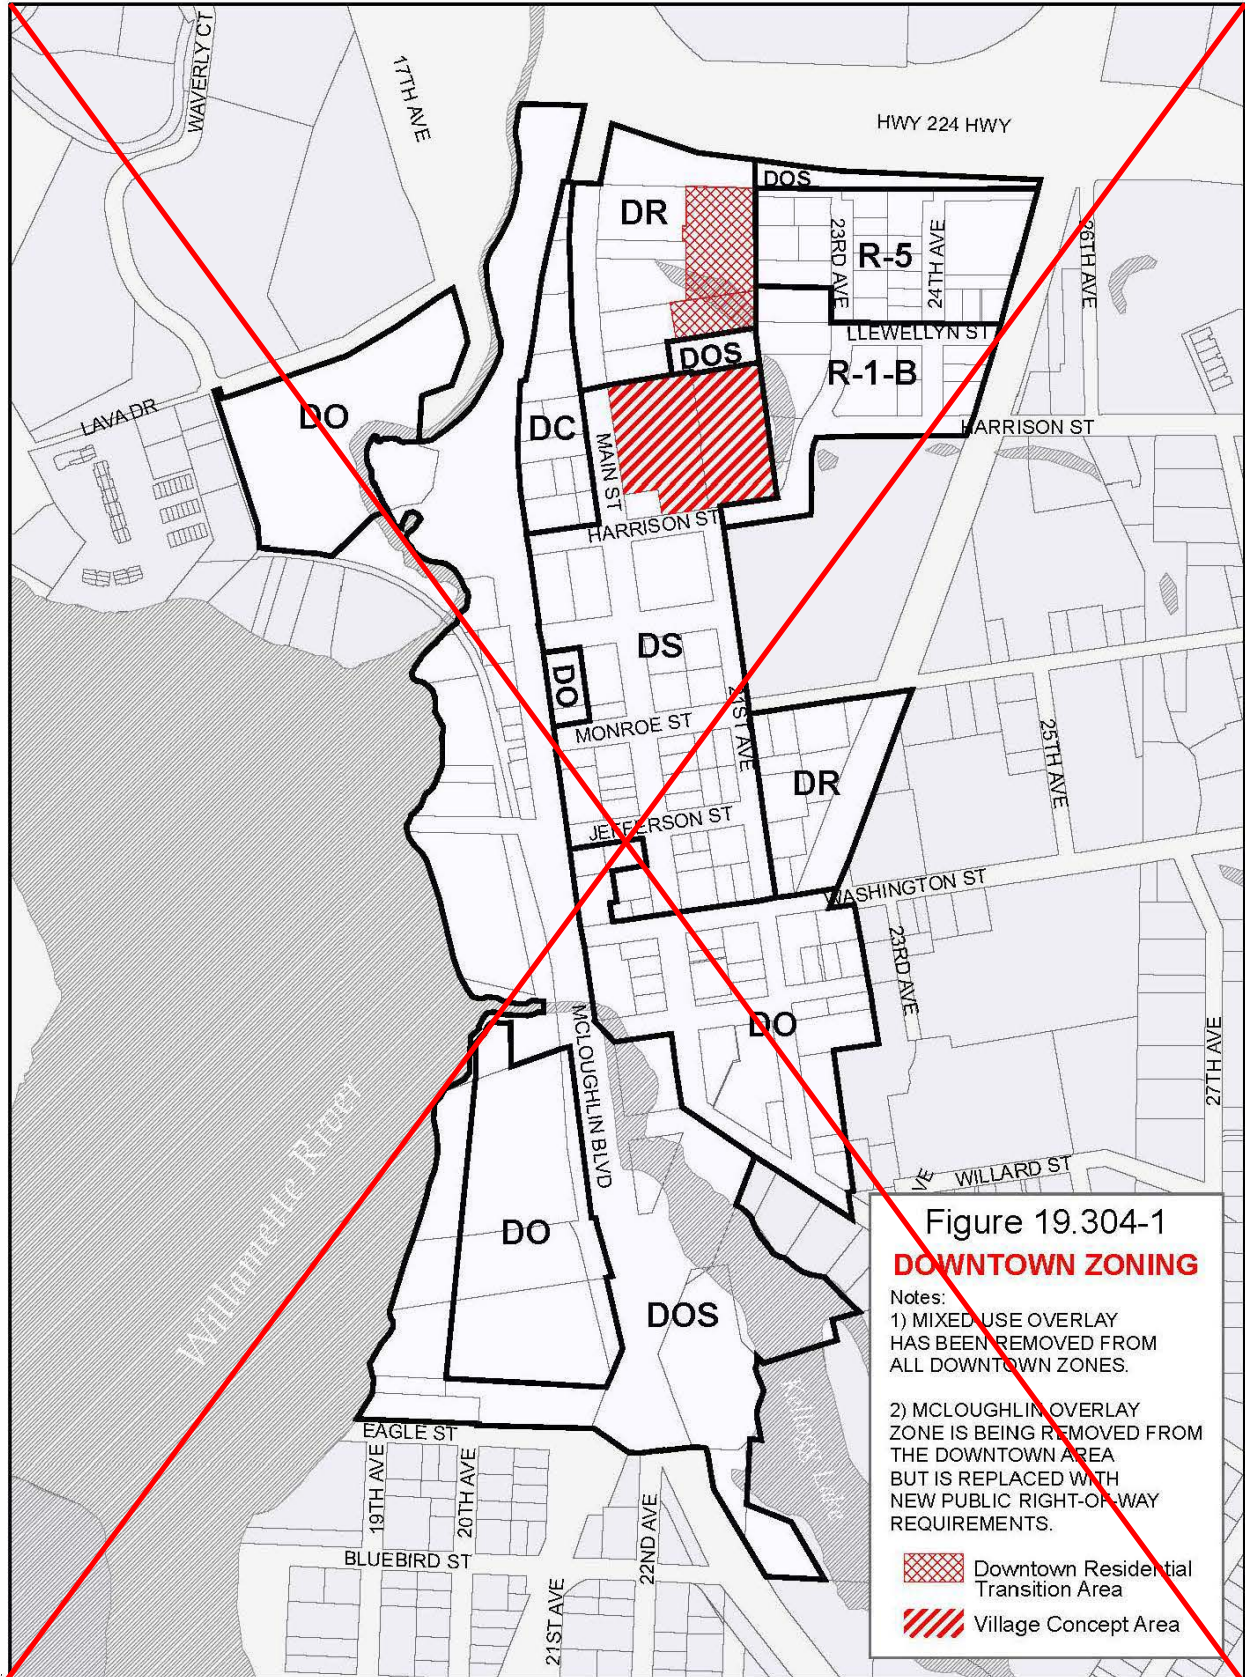 WAVERLY CT
17TH AVE
HWY 224 HWY
DOS
DR
23RD AVE
R-5
24TH AVE
26TH AVE
LLEWELLYN ST
DOS
R-1-B
LAVA DR
DO
DC
MAIN ST
HARRISON ST
HARRISON ST
DS
DO
MONROE ST
21ST AVE
25TH AVE
DR
JEFFERSON ST
WASHINGTON ST
23RD AVE
DO
MCLOUGHLIN BLVD
27TH AVE
Willamette River
WILLARD ST
VE
DO
DOS
Kellogg Lake
EAGLE ST
19TH AVE
20TH AVE
22ND AVE
BLUEBIRD ST
21ST AVE
Figure 19.304-1
DOWNTOWN ZONING
Notes:
1) MIXED USE OVERLAY
HAS BEEN REMOVED FROM
ALL DOWNTOWN ZONES.
2) MCLOUGHLIN OVERLAY
ZONE IS BEING REMOVED FROM
THE DOWNTOWN AREA
BUT IS REPLACED WITH
NEW PUBLIC RIGHT-OF-WAY
REQUIREMENTS.
Downtown Residential
Transition Area
Village Concept Area